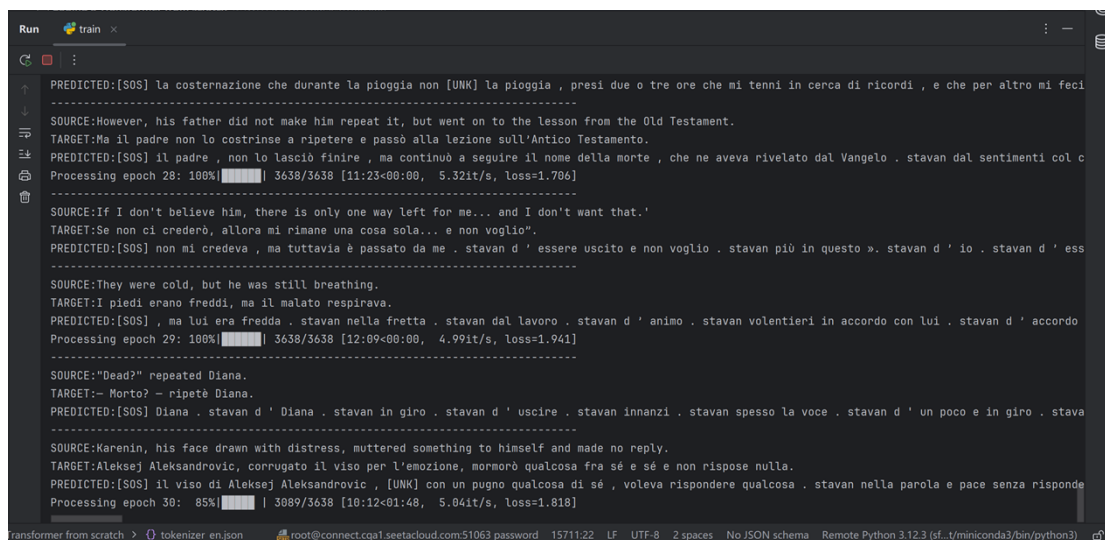 Run train
PREDICTED:[SOS] la costernazione che durante la pioggia non [UNK] la pioggia , presi due o tre ore che mi tenni in cerca di ricordi , e che per altro mi feci
-------------------------------------------------------------------------------
SOURCE:However, his father did not make him repeat it, but went on to the lesson from the Old Testament.
TARGET:Ma il padre non lo costrinse a ripetere e passò alla lezione sull'Antico Testamento.
PREDICTED:[SOS] il padre , non lo lasciò finire , ma continuò a seguire il nome della morte , che ne aveva rivelato dal Vangelo . stavan dal sentimenti col c
Processing epoch 28: 100%|██████| 3638/3638 [11:23<00:00, 5.32it/s, loss=1.706]
-------------------------------------------------------------------------------
SOURCE:If I don't believe him, there is only one way left for me... and I don't want that.'
TARGET:Se non ci crederò, allora mi rimane una cosa sola... e non voglio”.
PREDICTED:[SOS] non mi credeva , ma tuttavia è passato da me . stavan d ' essere uscito e non voglio . stavan più in questo ». stavan d ' io . stavan d ' ess
-------------------------------------------------------------------------------
SOURCE:They were cold, but he was still breathing.
TARGET:I piedi erano freddi, ma il malato respirava.
PREDICTED:[SOS] , ma lui era fredda . stavan nella fretta . stavan dal lavoro . stavan d ' animo . stavan volentieri in accordo con lui . stavan d ' accordo
Processing epoch 29: 100%|██████| 3638/3638 [12:09<00:00, 4.99it/s, loss=1.941]
-------------------------------------------------------------------------------
SOURCE:"Dead?" repeated Diana.
TARGET:— Morto? — ripetè Diana.
PREDICTED:[SOS] Diana . stavan d ' Diana . stavan in giro . stavan d ' uscire . stavan innanzi . stavan spesso la voce . stavan d ' un poco e in giro . stava
-------------------------------------------------------------------------------
SOURCE:Karenin, his face drawn with distress, muttered something to himself and made no reply.
TARGET:Aleksej Aleksandrovic, corrugato il viso per l'emozione, mormorò qualcosa fra sé e sé e non rispose nulla.
PREDICTED:[SOS] il viso di Aleksej Aleksandrovic , [UNK] con un pugno qualcosa di sé , voleva rispondere qualcosa . stavan nella parola e pace senza risponde
Processing epoch 30: 85%|█████ | 3089/3638 [10:12<01:48, 5.04it/s, loss=1.818]
ransformer from scratch > {} tokenizer_en.json root@connect.cqa1.seetacloud.com:51063 password 15711:22 LF UTF-8 2 spaces No JSON schema Remote Python 3.12.3 (sf...t/miniconda3/bin/python3)